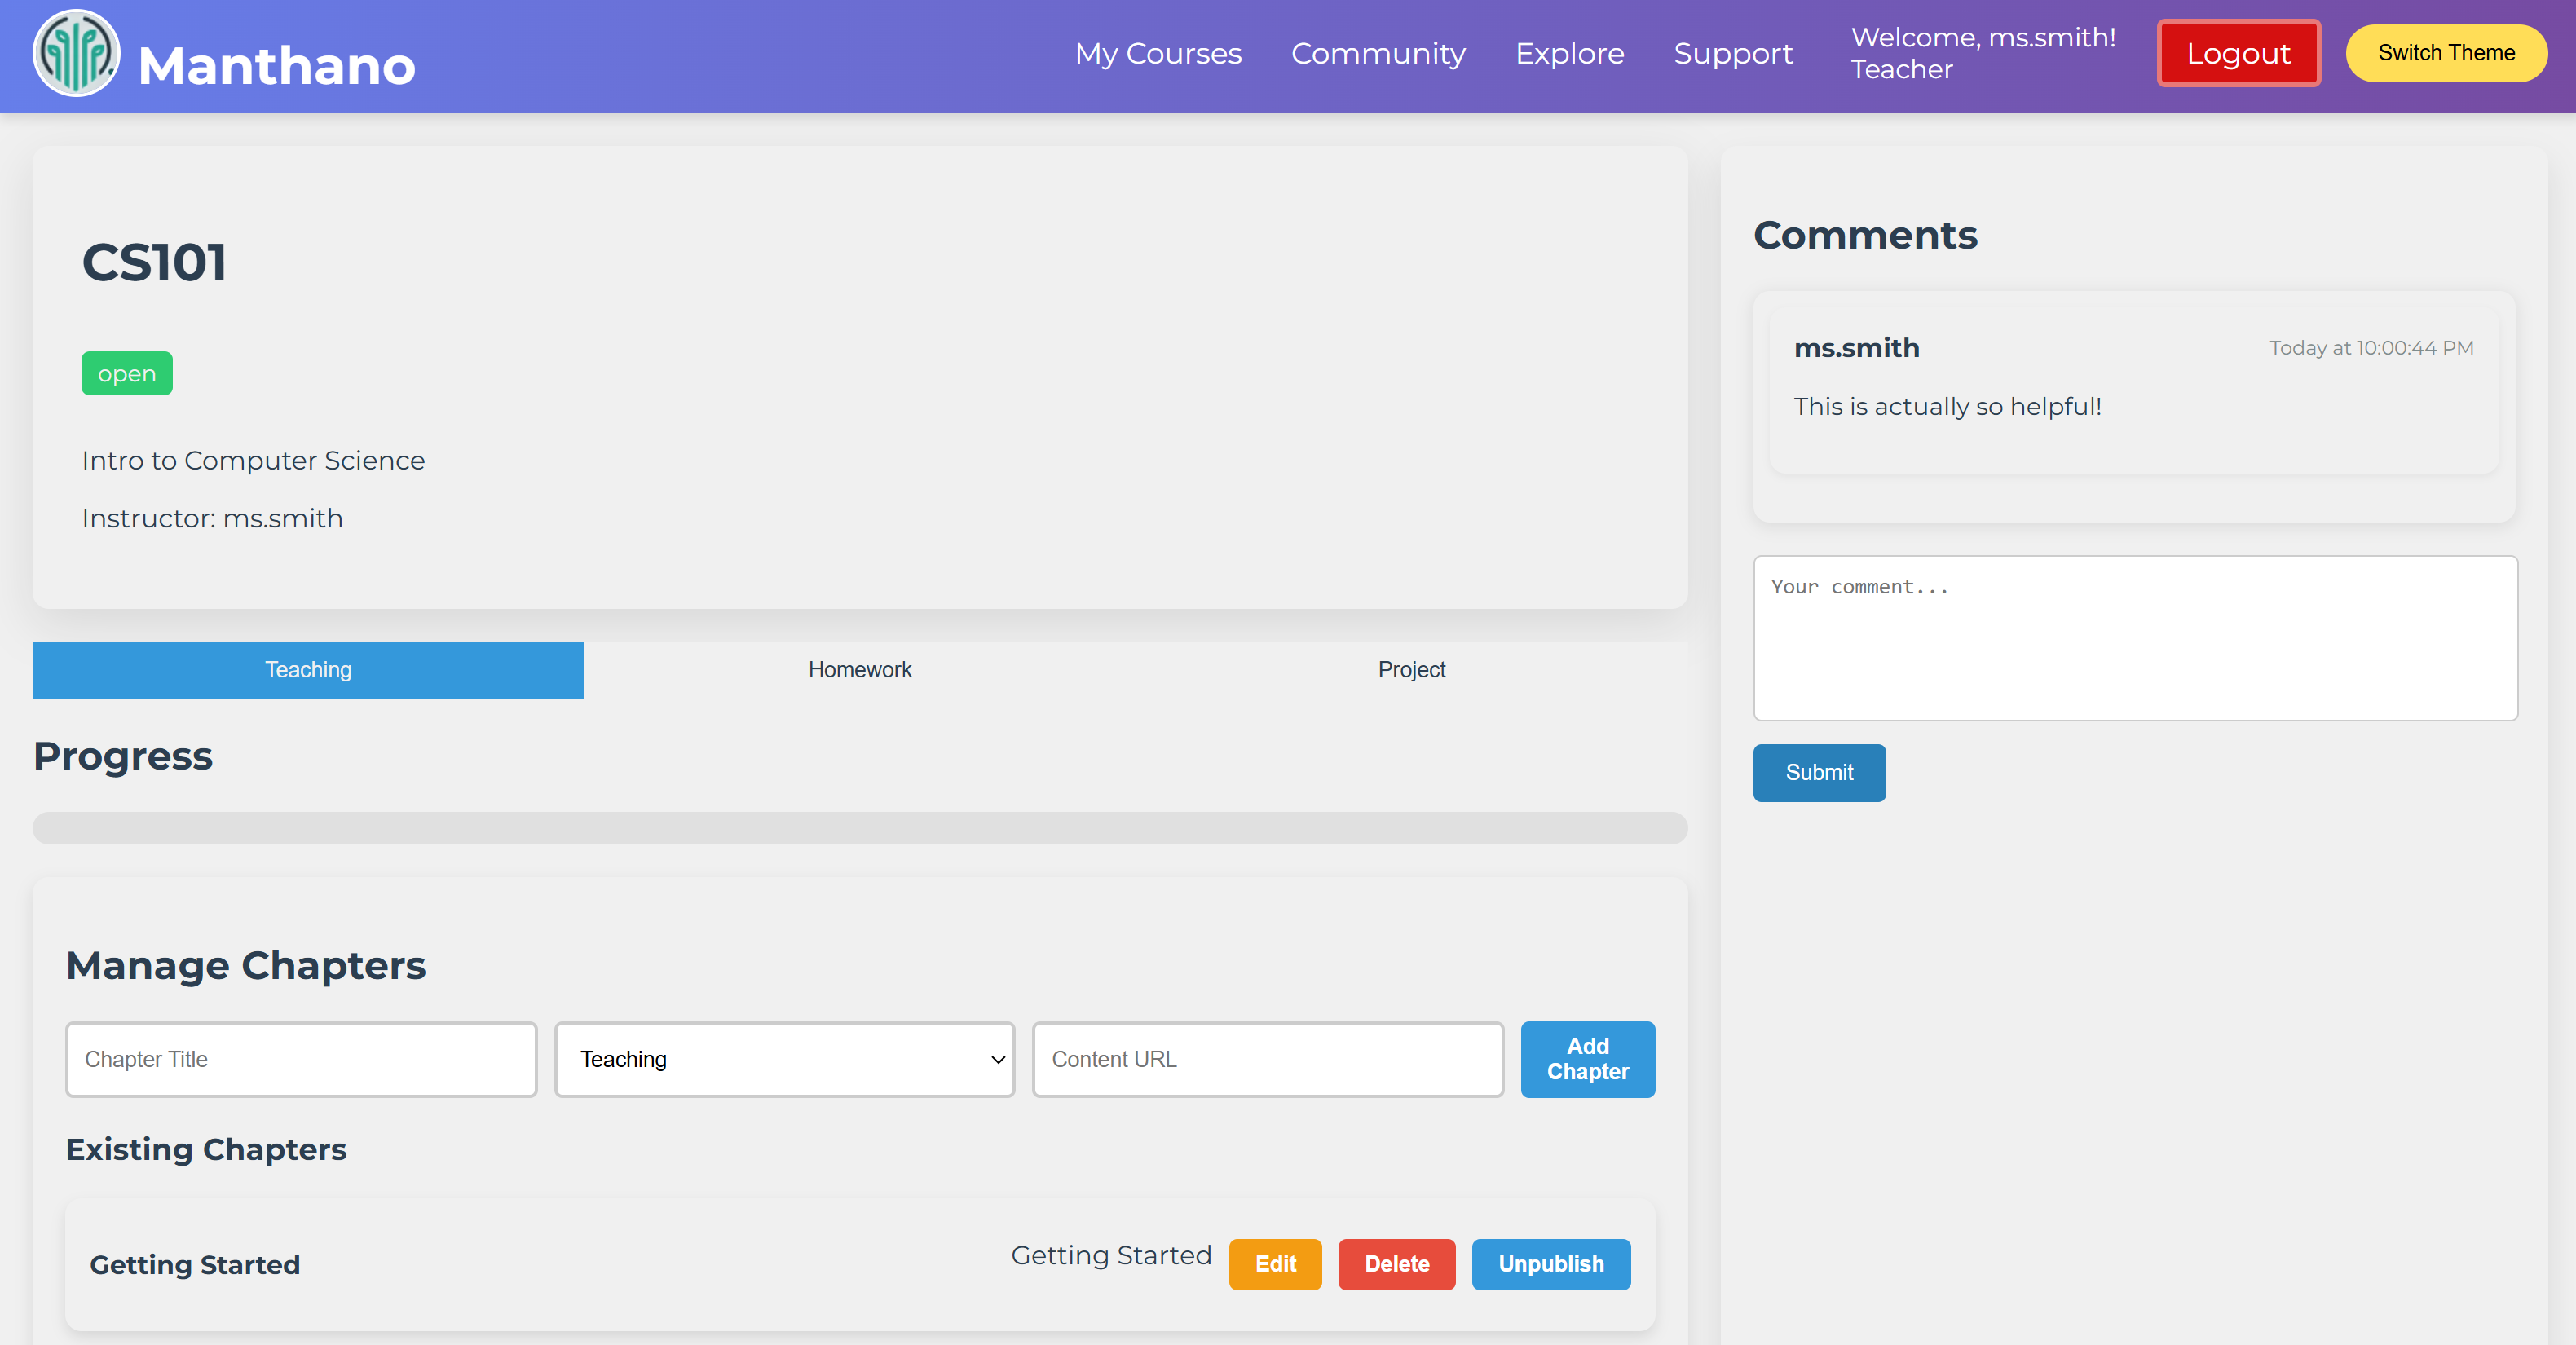 Manthano
My Courses
Community
Explore
Support
Welcome, ms.smith!
Teacher
Logout
Switch Theme
CS101
open
Intro to Computer Science
Instructor: ms.smith
Teaching
Homework
Project
Progress
Manage Chapters
Chapter Title
Teaching
Content URL
Add
Chapter
Existing Chapters
Getting Started
Getting Started
Edit
Delete
Unpublish
Comments
ms.smith
Today at 10:00:44 PM
This is actually so helpful!
Your comment...
Submit